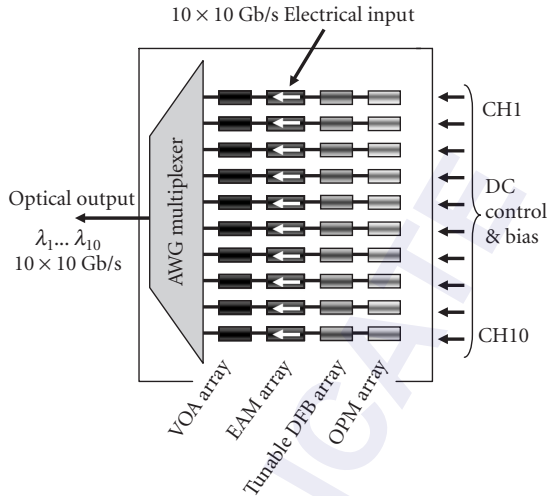 10 × 10 Gb/s Electrical input
CH1
AWG multiplexer
Optical output
λ1... λ10
10 × 10 Gb/s
DC
control
& bias
CH10
VOA array
EAM array
Tunable DFB array
OPM array
ICATE